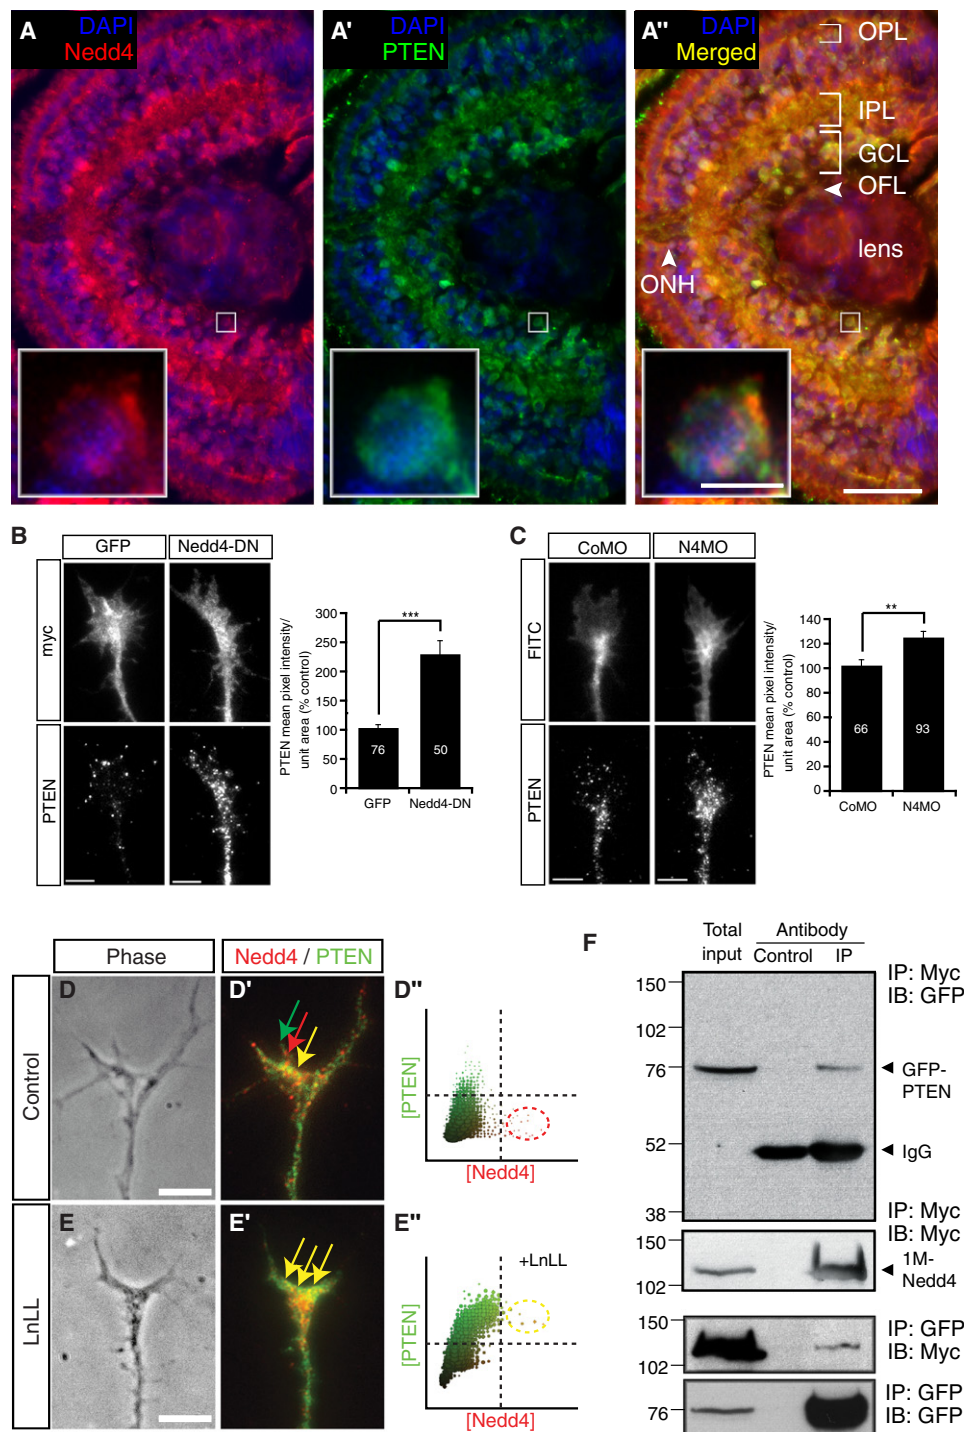 A
DAPI
Nedd4
A'
DAPI
PTEN
A"
DAPI
Merged
OPL
IPL
GCL
OFL
lens
ONH
B
GFP
Nedd4-DN
myc
PTEN
PTEN mean pixel intensity/
unit area (% control)
300
250
200
150
100
50
0
***
76
50
GFP
Nedd4-DN
C
CoMO
N4MO
FITC
PTEN
PTEN mean pixel intensity/
unit area (% control)
140
120
100
80
60
40
20
0
**
66
93
CoMO
N4MO
Phase
Nedd4 / PTEN
Control
D
D'
D"
[PTEN]
[Nedd4]
LnLL
E
E'
E"
+LnLL
[PTEN]
[Nedd4]
F
Total
input
Antibody
Control
IP
150
102
76
52
38
IP: Myc
IB: GFP
GFP-
PTEN
IgG
IP: Myc
IB: Myc
150
102
1M-
Nedd4
150
102
IP: GFP
IB: Myc
76
IP: GFP
IB: GFP